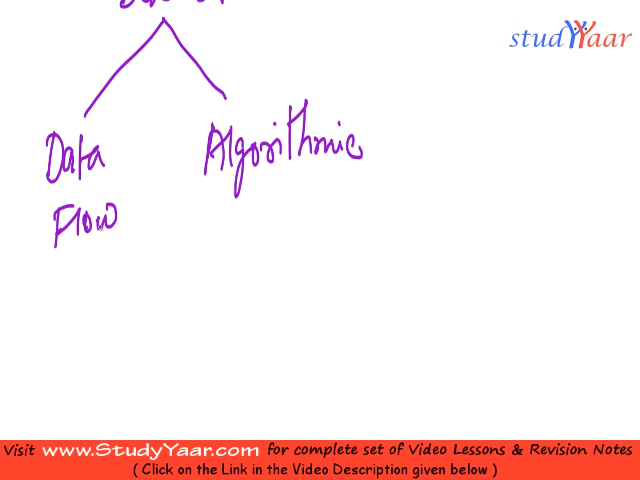 studYYaar
Data
Flow
Algorithmic
Visit www.StudyYaar.com for complete set of Video Lessons & Revision Notes
( Click on the Link in the Video Description given below )